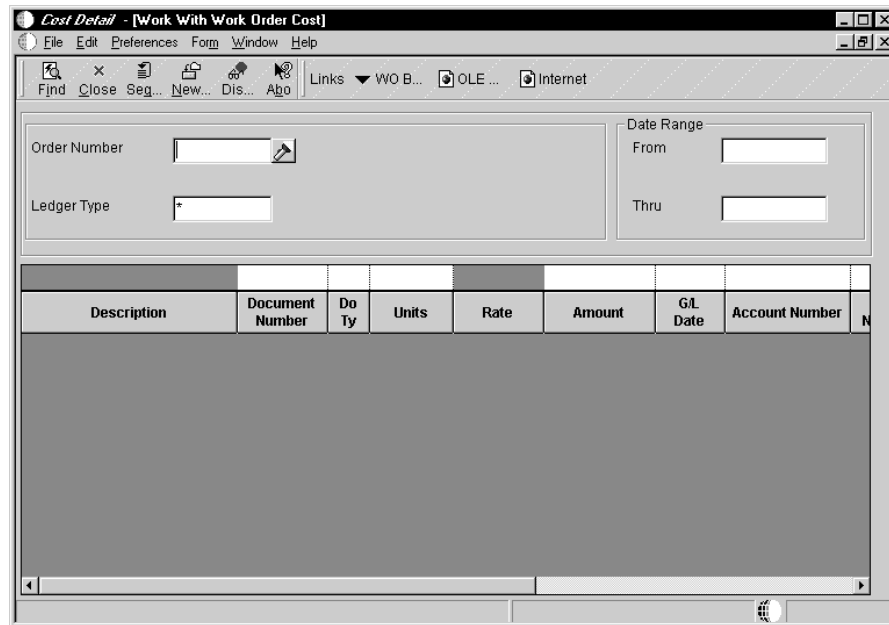 Cost Detail - [Work With Work Order Cost]
File Edit Preferences Form Window Help
Find Close Seq... New... Dis... Abo Links WO B... OLE ... Internet
Date Range
Order Number From
Ledger Type * Thru
Description Document Number Do Ty Units Rate Amount G/L Date Account Number N